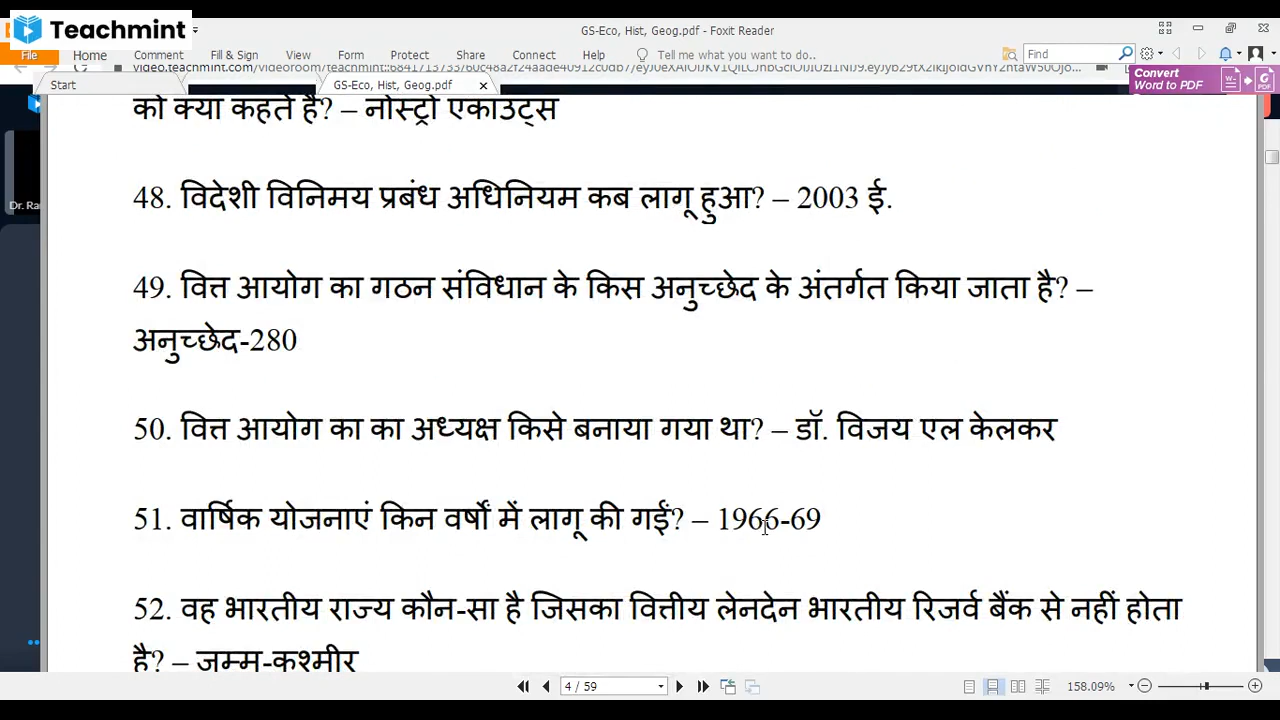 Teachmint
GS-Eco, Hist, Geog.pdf - Foxit Reader
File Home Comment Fill & Sign View Form Protect Share Connect Help Tell me what you want to do... Find
Start GS-Eco, Hist, Geog.pdf
Convert
Word to PDF
को क्या कहते हैं? – नोस्ट्रो एकाउंट्स
48. विदेशी विनिमय प्रबंध अधिनियम कब लागू हुआ? – 2003 ई.
49. वित्त आयोग का गठन संविधान के किस अनुच्छेद के अंतर्गत किया जाता है? –
अनुच्छेद-280
50. वित्त आयोग का का अध्यक्ष किसे बनाया गया था? – डॉ. विजय एल केलकर
51. वार्षिक योजनाएं किन वर्षों में लागू की गईं? – 1966-69
52. वह भारतीय राज्य कौन-सा है जिसका वित्तीय लेनदेन भारतीय रिजर्व बैंक से नहीं होता
है? – जम्मू-कश्मीर
4 / 59 158.09%